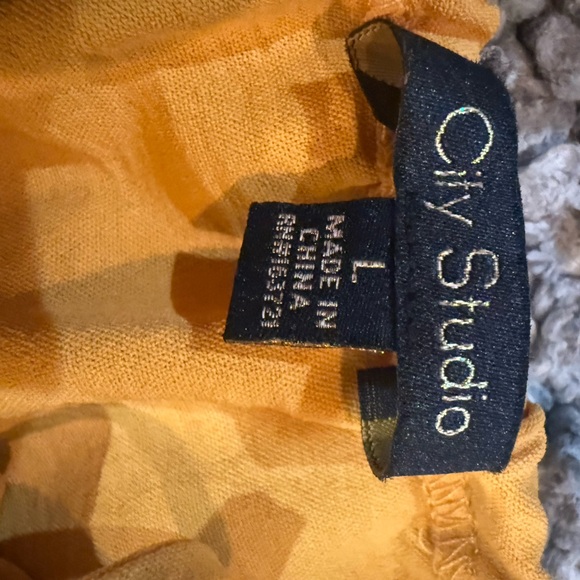 City Studio
L
MADE IN
CHINA
RN#163721